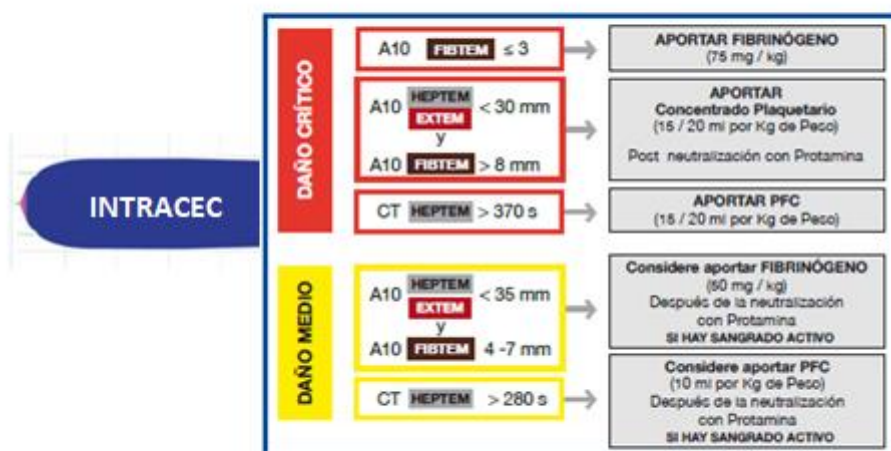 INTRACEC
DAÑO CRÍTICO
A10 FIBTEM ≤ 3
APORTAR FIBRINÓGENO
(75 mg / kg)
A10 HEPTEM EXTEM < 30 mm
y
A10 FIBTEM > 8 mm
APORTAR
Concentrado Plaquetario
(15 / 20 ml por Kg de Peso)
Post neutralización con Protamina
CT HEPTEM > 370 s
APORTAR PFC
(15 / 20 ml por Kg de Peso)
DAÑO MEDIO
A10 HEPTEM EXTEM < 35 mm
y
A10 FIBTEM 4 -7 mm
Considere aportar FIBRINÓGENO
(50 mg / kg)
Después de la neutralización
con Protamina
SI HAY SANGRADO ACTIVO
CT HEPTEM > 280 s
Considere aportar PFC
(10 ml por Kg de Peso)
Después de la neutralización
con Protamina
SI HAY SANGRADO ACTIVO